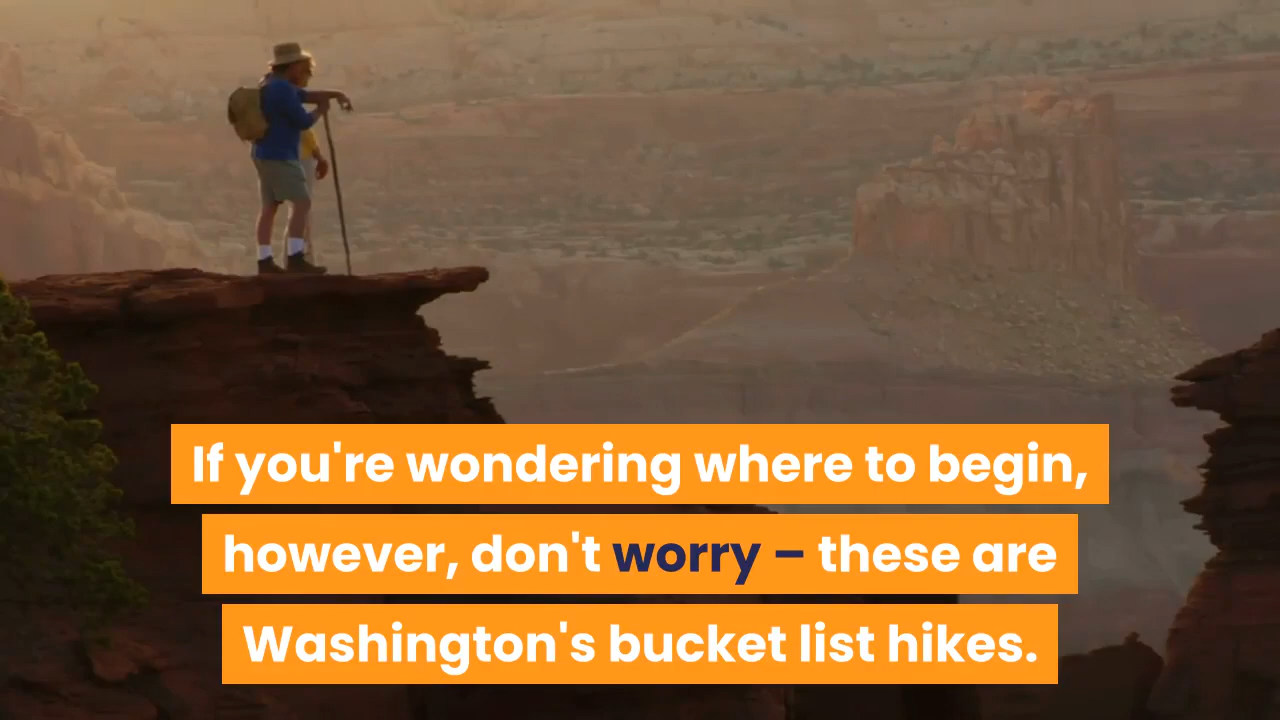 If you're wondering where to begin,
however, don't worry – these are
Washington's bucket list hikes.